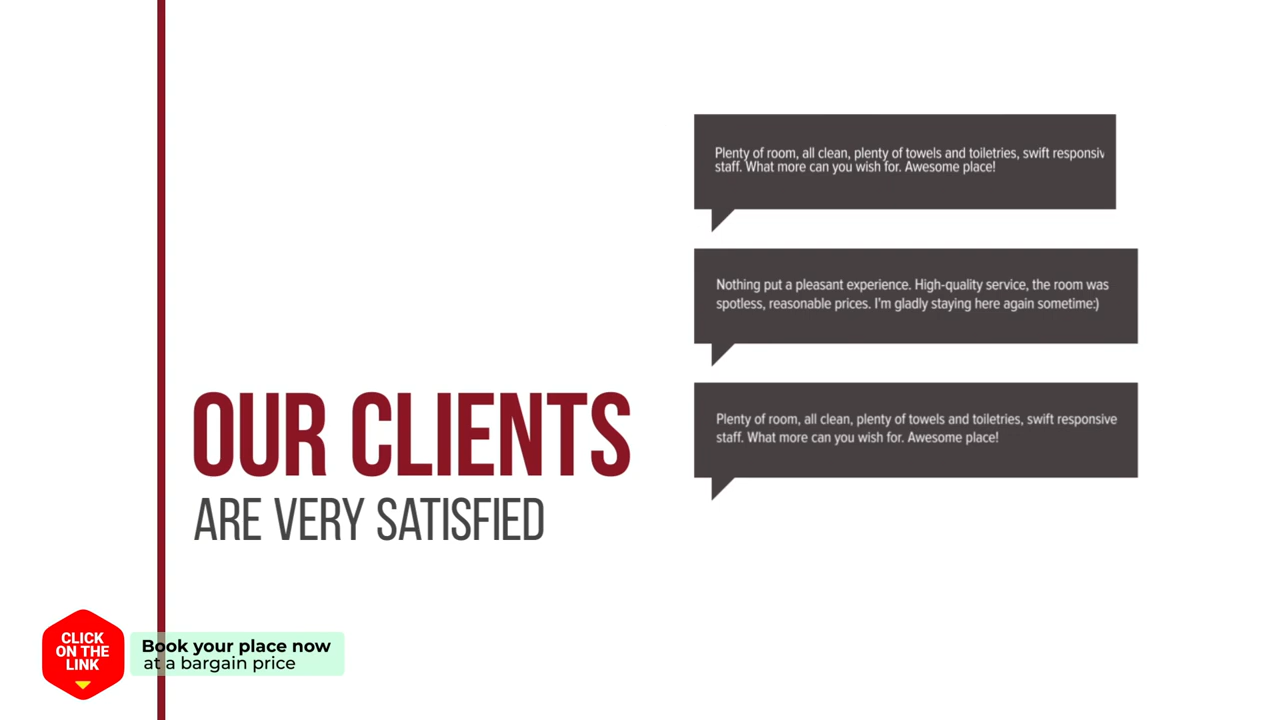 Plenty of room, all clean, plenty of towels and toiletries, swift responsiv
staff. What more can you wish for. Awesome place!
Nothing put a pleasant experience. High-quality service, the room was
spotless, reasonable prices. I'm gladly staying here again sometime:)
Plenty of room, all clean, plenty of towels and toiletries, swift responsive
staff. What more can you wish for. Awesome place!
OUR CLIENTS
ARE VERY SATISFIED
CLICK
ON THE
LINK
Book your place now
at a bargain price